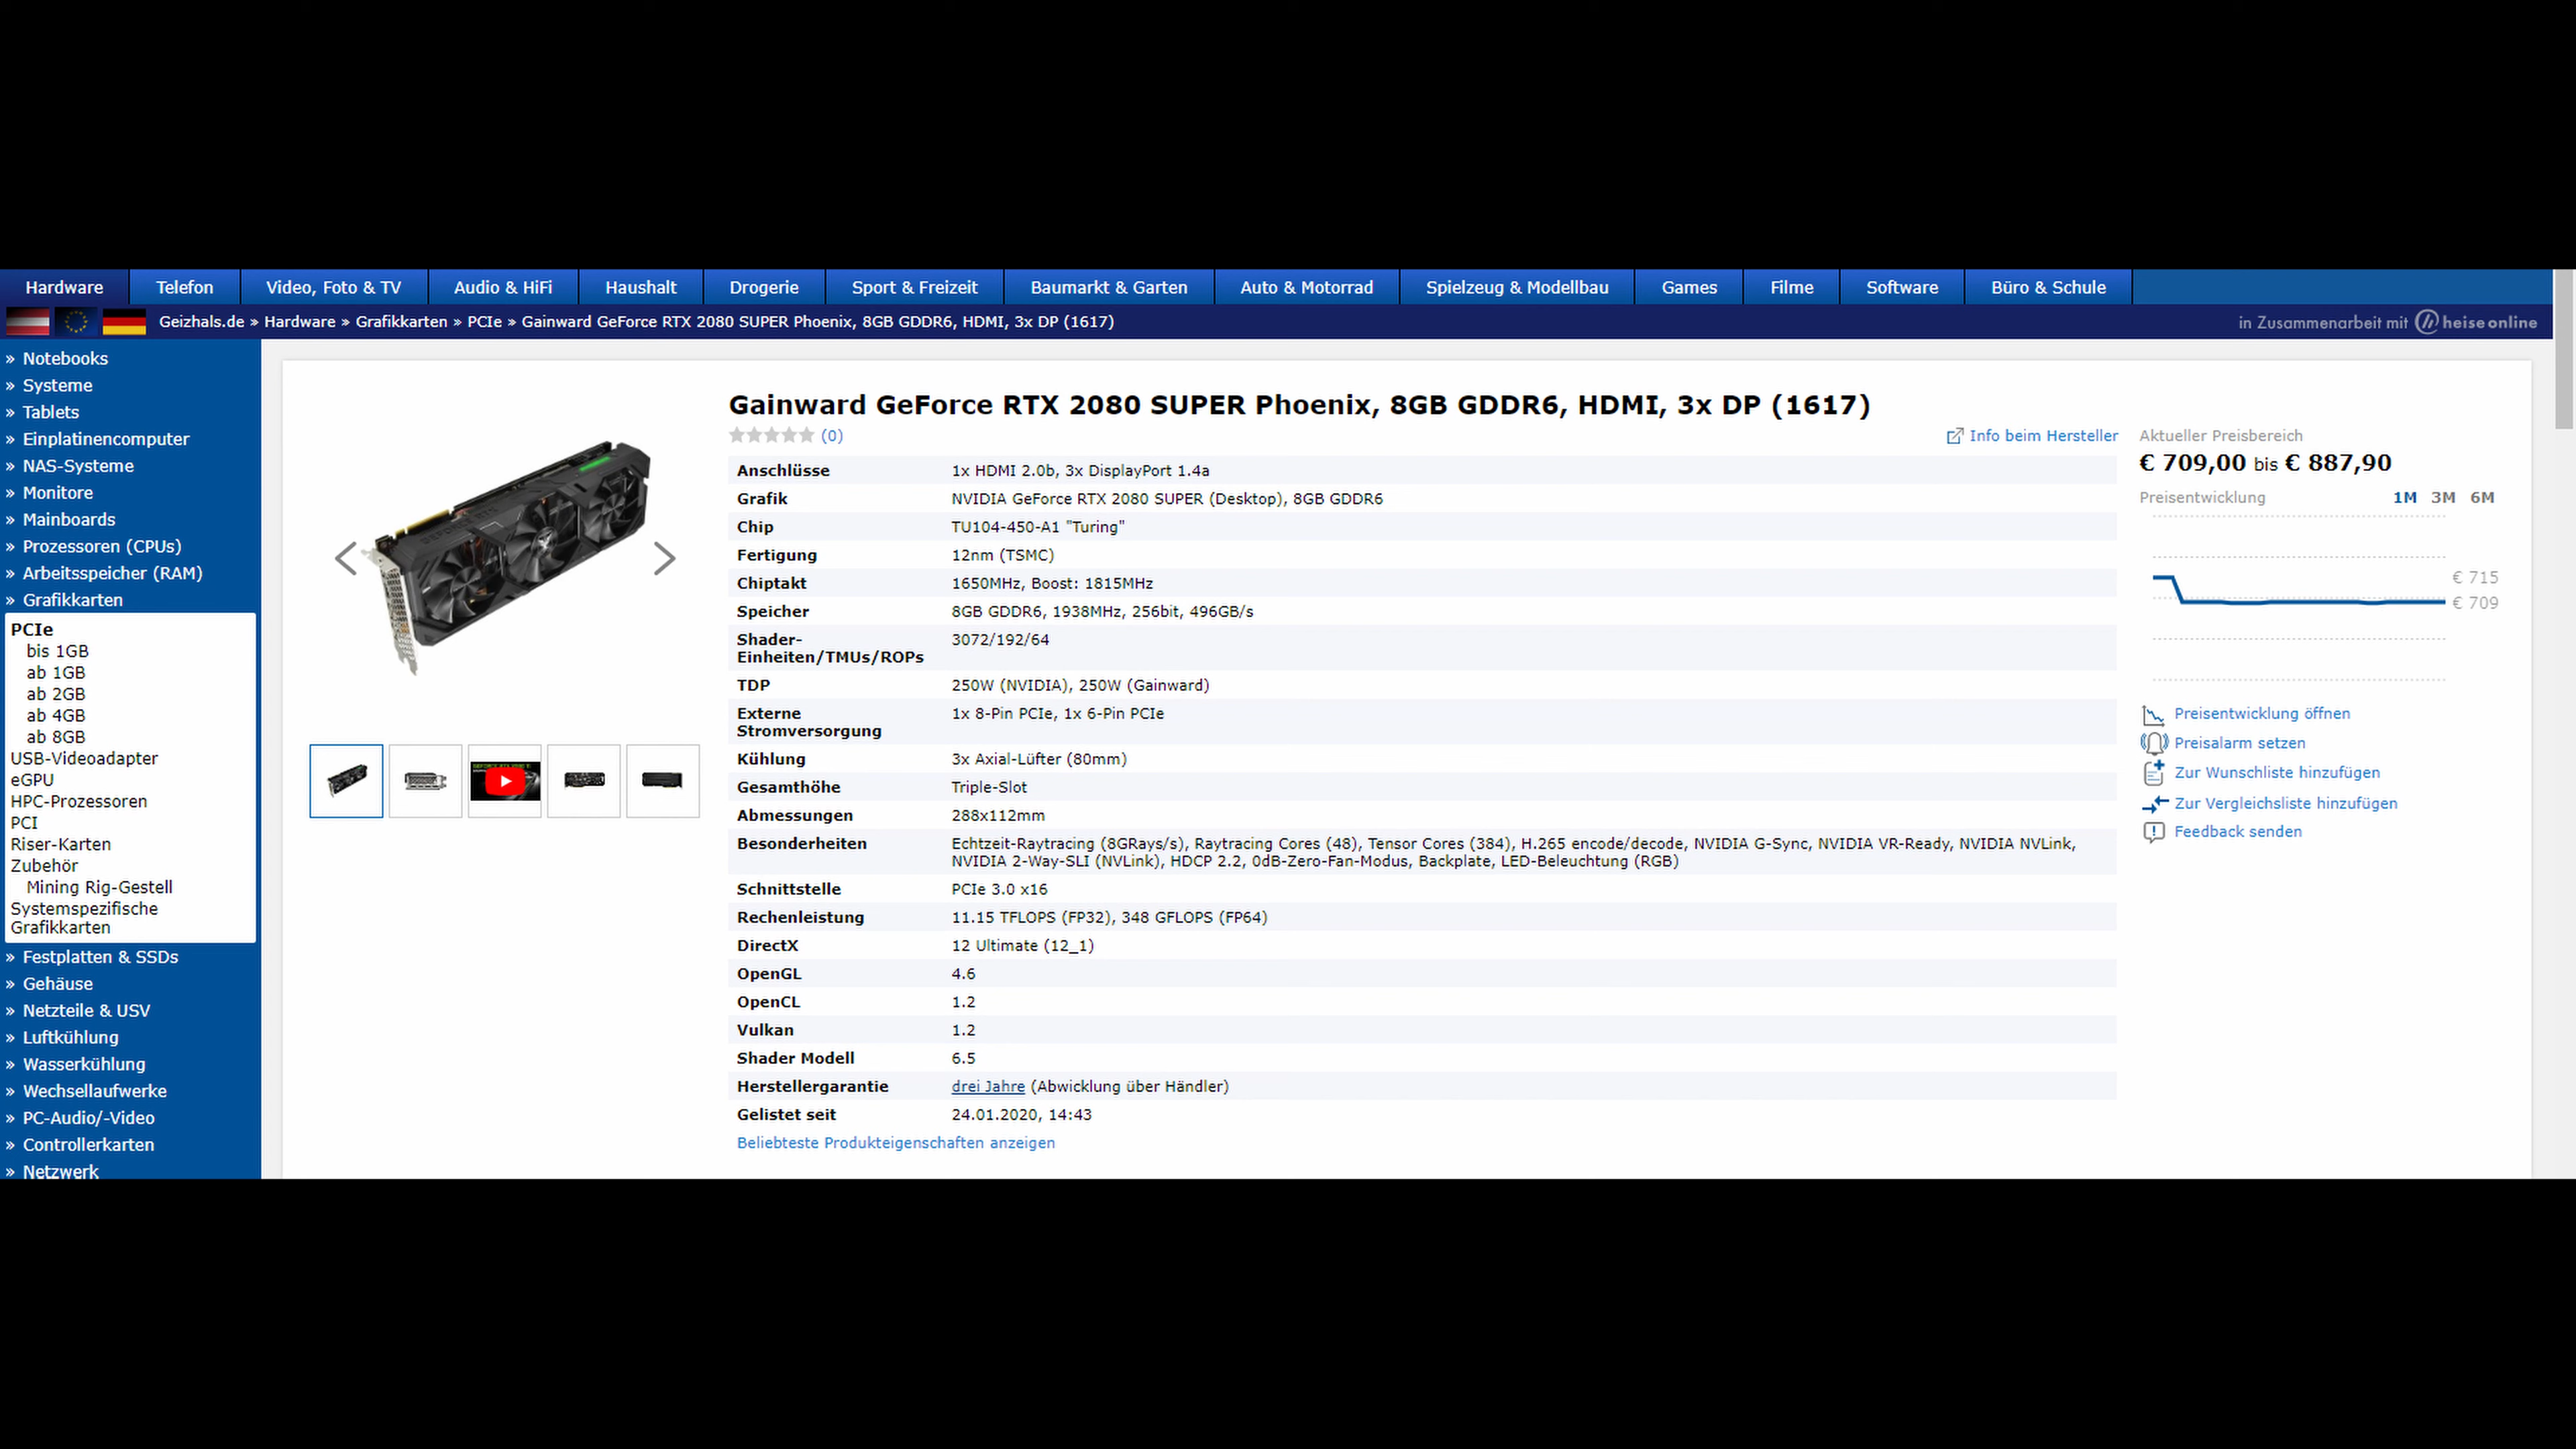 Hardware Telefon Video, Foto & TV Audio & HiFi Haushalt Drogerie Sport & Freizeit Baumarkt & Garten Auto & Motorrad Spielzeug & Modellbau Games Filme Software Büro & Schule
Geizhals.de » Hardware » Grafikkarten » PCIe » Gainward GeForce RTX 2080 SUPER Phoenix, 8GB GDDR6, HDMI, 3x DP (1617)
in Zusammenarbeit mit heise online
» Notebooks
» Systeme
» Tablets
» Einplatinencomputer
» NAS-Systeme
» Monitore
» Mainboards
» Prozessoren (CPUs)
» Arbeitsspeicher (RAM)
» Grafikkarten
PCIe
bis 1GB
ab 1GB
ab 2GB
ab 4GB
ab 8GB
USB-Videoadapter
eGPU
HPC-Prozessoren
PCI
Riser-Karten
Zubehör
Mining Rig-Gestell
Systemspezifische
Grafikkarten
» Festplatten & SSDs
» Gehäuse
» Netzteile & USV
» Luftkühlung
» Wasserkühlung
» Wechsellaufwerke
» PC-Audio/-Video
» Controllerkarten
» Netzwerk
Gainward GeForce RTX 2080 SUPER Phoenix, 8GB GDDR6, HDMI, 3x DP (1617)
(0)
Info beim Hersteller
Anschlüsse 1x HDMI 2.0b, 3x DisplayPort 1.4a
Grafik NVIDIA GeForce RTX 2080 SUPER (Desktop), 8GB GDDR6
Chip TU104-450-A1 "Turing"
Fertigung 12nm (TSMC)
Chiptakt 1650MHz, Boost: 1815MHz
Speicher 8GB GDDR6, 1938MHz, 256bit, 496GB/s
Shader- 3072/192/64
Einheiten/TMUs/ROPs
TDP 250W (NVIDIA), 250W (Gainward)
Externe 1x 8-Pin PCIe, 1x 6-Pin PCIe
Stromversorgung
Kühlung 3x Axial-Lüfter (80mm)
Gesamthöhe Triple-Slot
Abmessungen 288x112mm
Besonderheiten Echtzeit-Raytracing (8GRays/s), Raytracing Cores (48), Tensor Cores (384), H.265 encode/decode, NVIDIA G-Sync, NVIDIA VR-Ready, NVIDIA NVLink,
NVIDIA 2-Way-SLI (NVLink), HDCP 2.2, 0dB-Zero-Fan-Modus, Backplate, LED-Beleuchtung (RGB)
Schnittstelle PCIe 3.0 x16
Rechenleistung 11.15 TFLOPS (FP32), 348 GFLOPS (FP64)
DirectX 12 Ultimate (12_1)
OpenGL 4.6
OpenCL 1.2
Vulkan 1.2
Shader Modell 6.5
Herstellergarantie drei Jahre (Abwicklung über Händler)
Gelistet seit 24.01.2020, 14:43
Beliebteste Produkteigenschaften anzeigen
Aktueller Preisbereich
€ 709,00 bis € 887,90
Preisentwicklung 1M 3M 6M
€ 715
€ 709
Preisentwicklung öffnen
Preisalarm setzen
Zur Wunschliste hinzufügen
Zur Vergleichsliste hinzufügen
Feedback senden